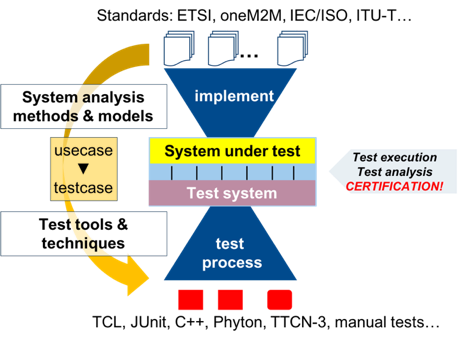 Standards: ETSI, oneM2M, IEC/ISO, ITU-T…
...
implement
System analysis
methods & models
System under test
usecase
testcase
Test execution
Test analysis
CERTIFICATION!
Test system
Test tools &
techniques
test
process
TCL, JUnit, C++, Phyton, TTCN-3, manual tests…